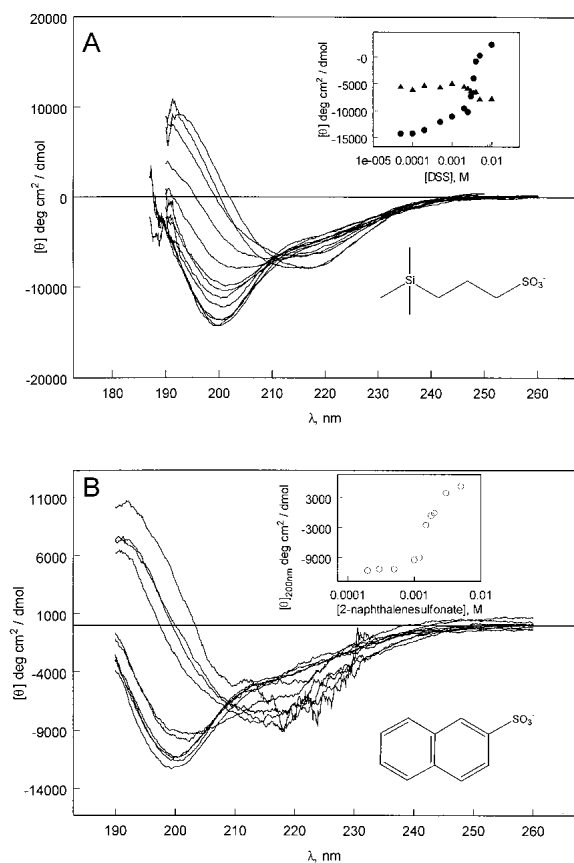 A
20000
10000
0
-10000
-20000
[θ] deg cm² / dmol
180 190 200 210 220 230 240 250 260
λ, nm
-0
-5000
-10000
-15000
[θ] deg cm² / dmol
1e-005 0.0001 0.001 0.01
[DSS], M
Si
SO₃⁻
B
11000
6000
1000
-4000
-9000
-14000
[θ] deg cm² / dmol
190 200 210 220 230 240 250 260
λ, nm
3000
-3000
-9000
[θ]200nm deg cm² / dmol
0.0001 0.001 0.01
[2-naphthalenesulfonate], M
SO₃⁻